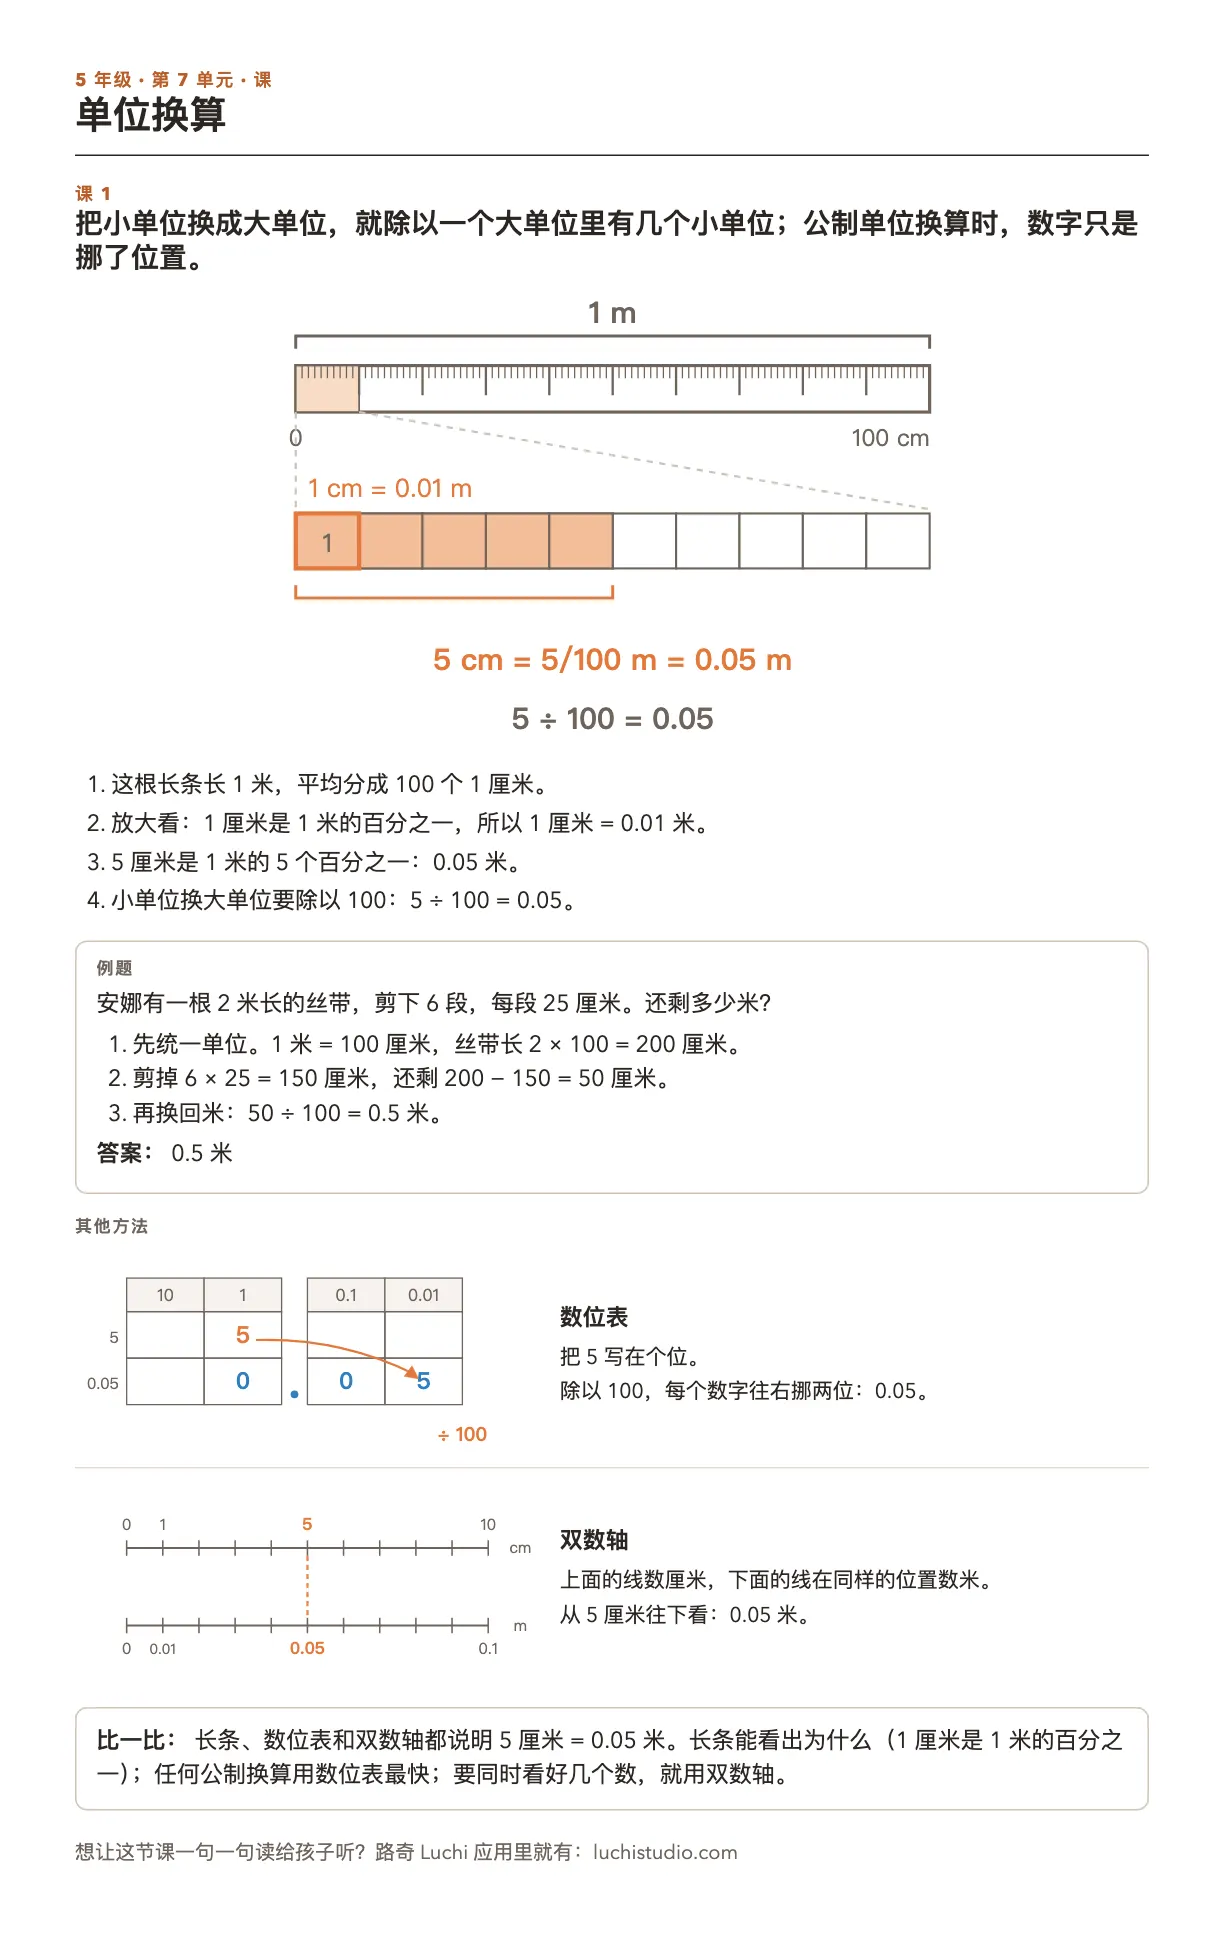 5 年级 · 第 7 单元 · 课
单位换算
课 1
把小单位换成大单位，就除以一个大单位里有几个小单位；公制单位换算时，数字只是
挪了位置。
1 m
0
100 cm
1 cm = 0.01 m
1
5 cm = 5/100 m = 0.05 m
5 ÷ 100 = 0.05
1. 这根长条长 1 米，平均分成 100 个 1 厘米。
2. 放大看：1 厘米是 1 米的百分之一，所以 1 厘米 = 0.01 米。
3. 5 厘米是 1 米的 5 个百分之一：0.05 米。
4. 小单位换大单位要除以 100：5 ÷ 100 = 0.05。
例题
安娜有一根 2 米长的丝带，剪下 6 段，每段 25 厘米。还剩多少米？
1. 先统一单位。1 米 = 100 厘米，丝带长 2 × 100 = 200 厘米。
2. 剪掉 6 × 25 = 150 厘米，还剩 200 − 150 = 50 厘米。
3. 再换回米：50 ÷ 100 = 0.5 米。
答案： 0.5 米
其他方法
10 1 0.1 0.01
5 5
0.05 0 . 0 5
÷ 100
数位表
把 5 写在个位。
除以 100，每个数字往右挪两位：0.05。
0 1 5 10
cm
m
0 0.01 0.05 0.1
双数轴
上面的线数厘米，下面的线在同样的位置数米。
从 5 厘米往下看：0.05 米。
比一比： 长条、数位表和双数轴都说明 5 厘米 = 0.05 米。长条能看出为什么（1 厘米是 1 米的百分之
一）；任何公制换算用数位表最快；要同时看好几个数，就用双数轴。
想让这节课一句一句读给孩子听？路奇 Luchi 应用里就有：luchistudio.com